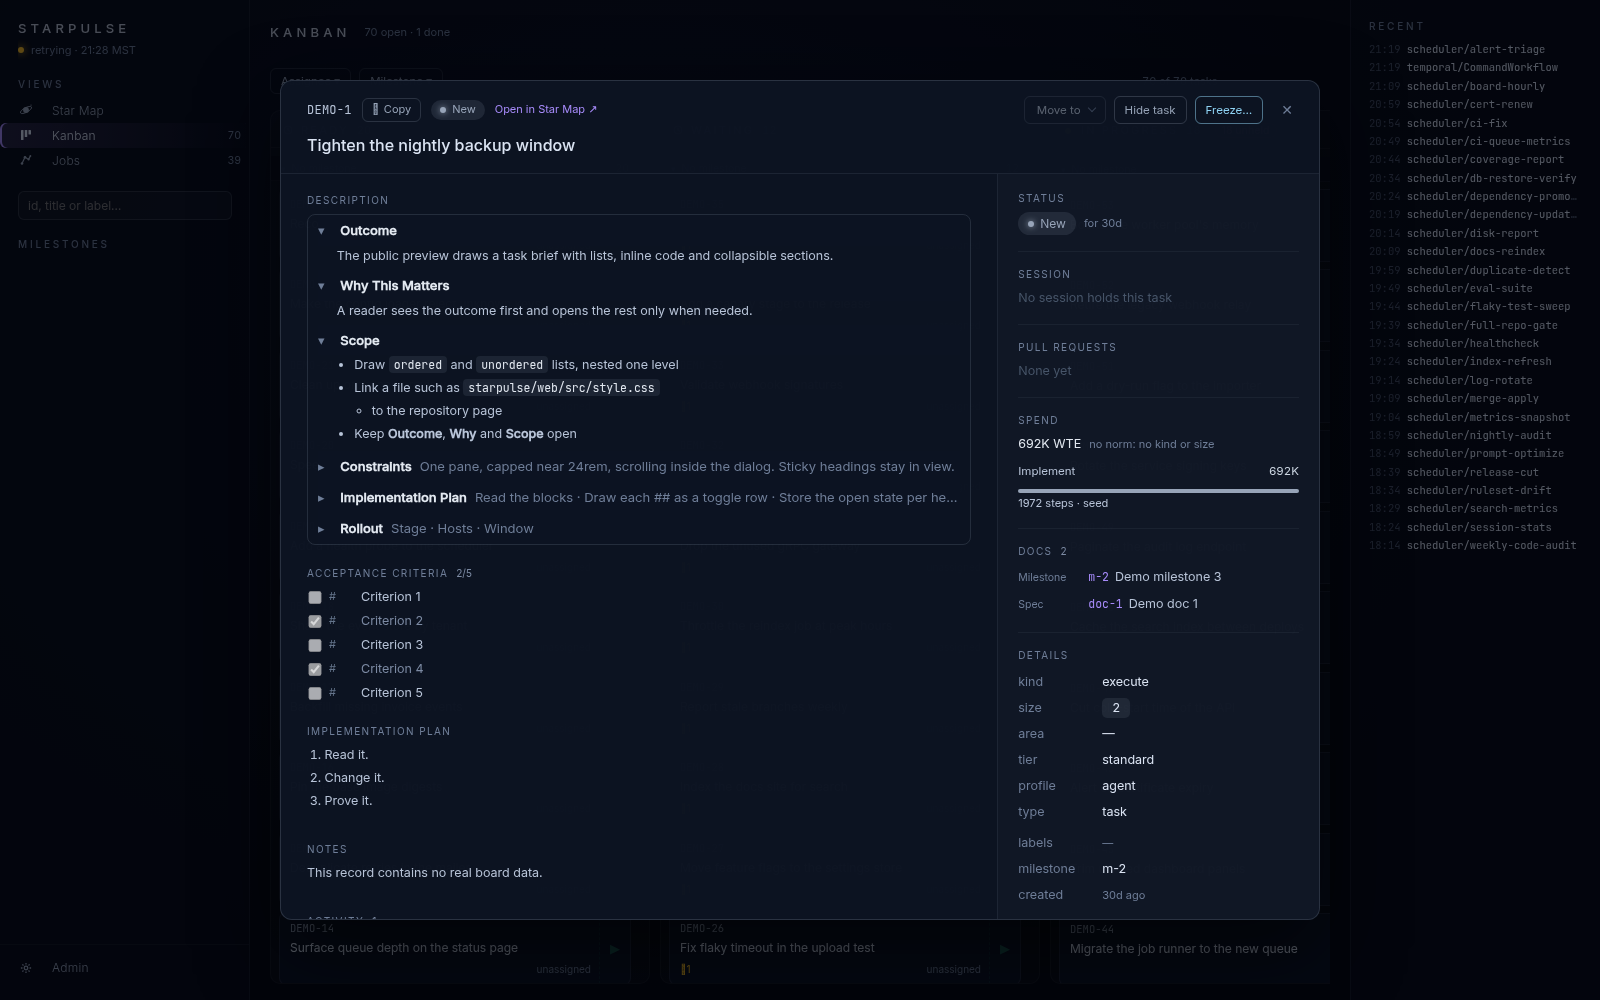 STARPULSE
retrying · 21:28 MST
VIEWS
Star Map
Kanban 70
Jobs 39
id, title or label...
MILESTONES
Admin
KANBAN 70 open · 1 done
DEMO-1 Copy New Open in Star Map ↗ Move to Hide task Freeze... ✕
Tighten the nightly backup window
DESCRIPTION
▾ Outcome
The public preview draws a task brief with lists, inline code and collapsible sections.
▾ Why This Matters
A reader sees the outcome first and opens the rest only when needed.
▾ Scope
• Draw ordered and unordered lists, nested one level
• Link a file such as starpulse/web/src/style.css
◦ to the repository page
• Keep Outcome, Why and Scope open
▸ Constraints One pane, capped near 24rem, scrolling inside the dialog. Sticky headings stay in view.
▸ Implementation Plan Read the blocks · Draw each ## as a toggle row · Store the open state per he...
▸ Rollout Stage · Hosts · Window
ACCEPTANCE CRITERIA 2/5
# Criterion 1
# Criterion 2
# Criterion 3
# Criterion 4
# Criterion 5
IMPLEMENTATION PLAN
1. Read it.
2. Change it.
3. Prove it.
NOTES
This record contains no real board data.
STATUS
New for 30d
SESSION
No session holds this task
PULL REQUESTS
None yet
SPEND
692K WTE no norm: no kind or size
Implement 692K
1972 steps · seed
DOCS 2
Milestone m-2 Demo milestone 3
Spec doc-1 Demo doc 1
DETAILS
kind execute
size 2
area —
tier standard
profile agent
type task
labels —
milestone m-2
created 30d ago
DEMO-14
Surface queue depth on the status page
unassigned
DEMO-26
Fix flaky timeout in the upload test
1 unassigned
DEMO-44
Migrate the job runner to the new queue
RECENT
21:19 scheduler/alert-triage
21:19 temporal/CommandWorkflow
21:09 scheduler/board-hourly
20:59 scheduler/cert-renew
20:54 scheduler/ci-fix
20:49 scheduler/ci-queue-metrics
20:44 scheduler/coverage-report
20:34 scheduler/db-restore-verify
20:24 scheduler/dependency-promo…
20:19 scheduler/dependency-updat…
20:14 scheduler/disk-report
20:09 scheduler/docs-reindex
19:59 scheduler/duplicate-detect
19:49 scheduler/eval-suite
19:44 scheduler/flaky-test-sweep
19:39 scheduler/full-repo-gate
19:34 scheduler/healthcheck
19:24 scheduler/index-refresh
19:14 scheduler/log-rotate
19:09 scheduler/merge-apply
19:04 scheduler/metrics-snapshot
18:59 scheduler/nightly-audit
18:49 scheduler/prompt-optimize
18:39 scheduler/release-cut
18:34 scheduler/ruleset-drift
18:29 scheduler/search-metrics
18:24 scheduler/session-stats
18:14 scheduler/weekly-code-audit